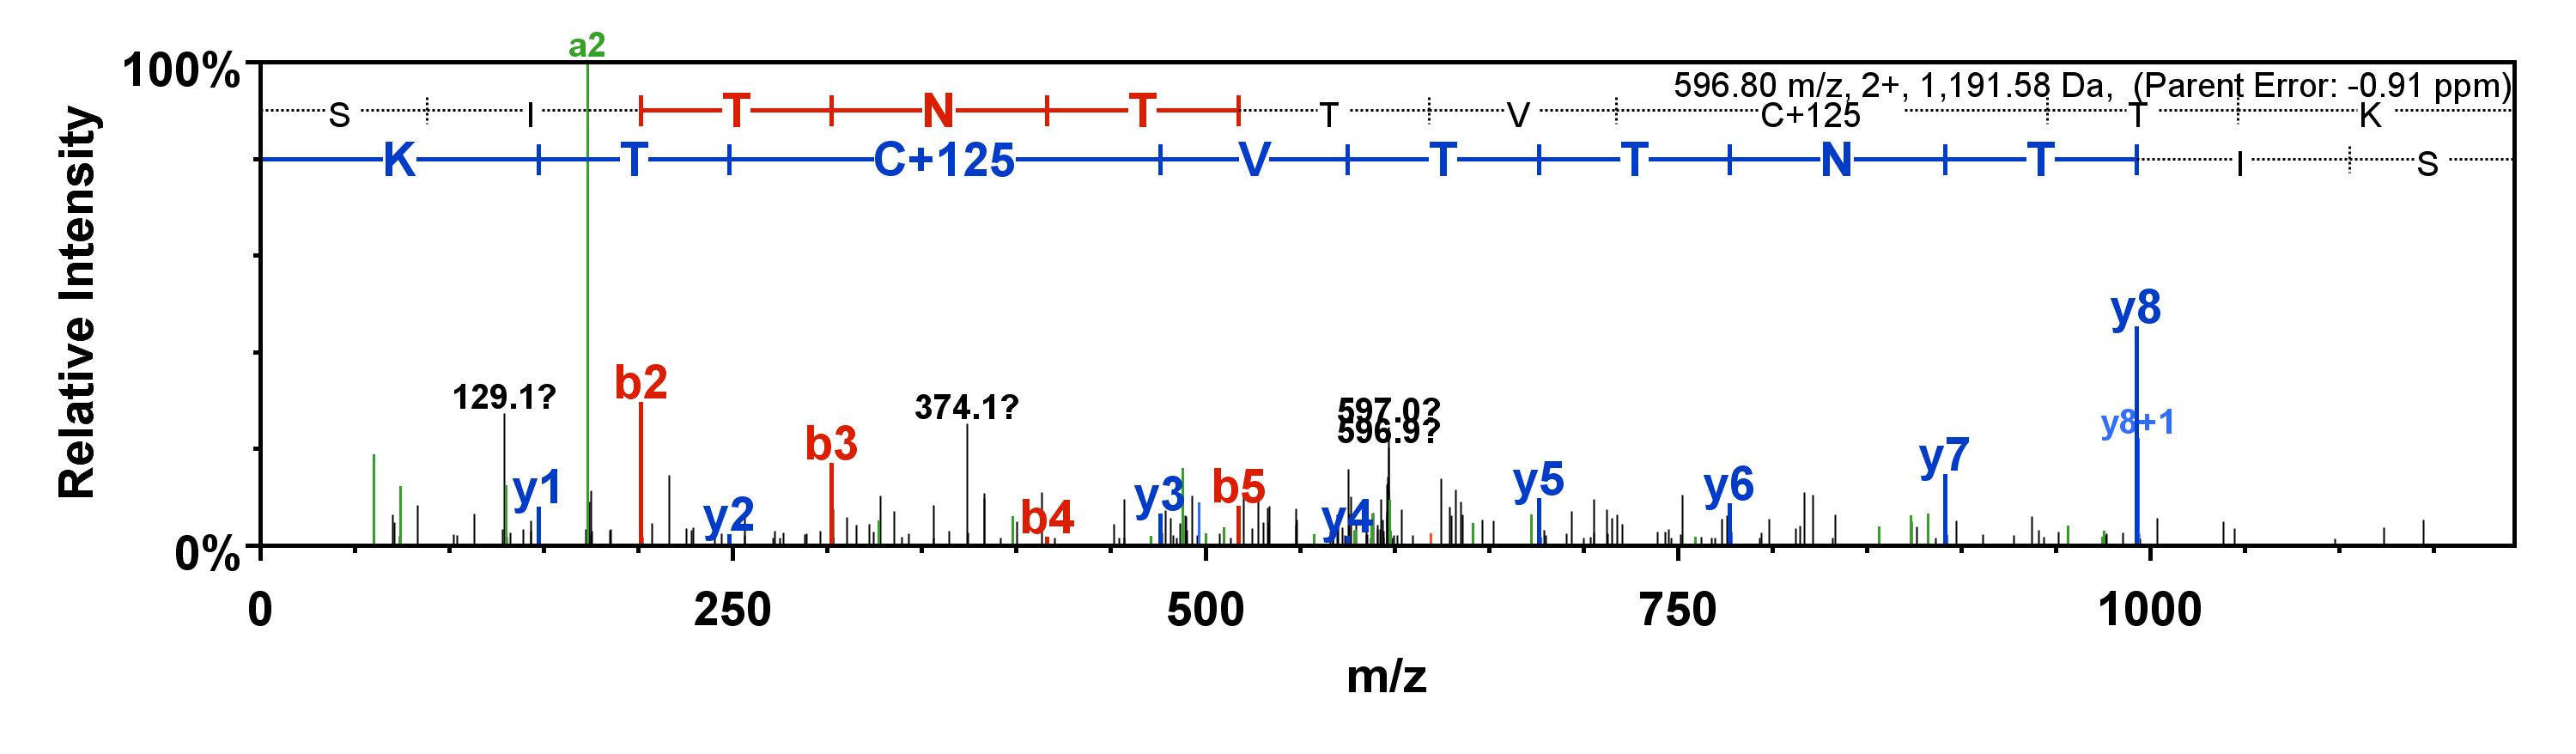 a2
100%
596.80 m/z, 2+, 1,191.58 Da, (Parent Error: -0.91 ppm)
S I T N T T V C+125 T K
K T C+125 V T T N T I S
y8
b2
129.1?
374.1?
597.0?
596.9?
y8+1
b3
y7
y1
y3
b5
y5
y6
y2
b4
y4
0%
0 250 500 750 1000
m/z
Relative Intensity